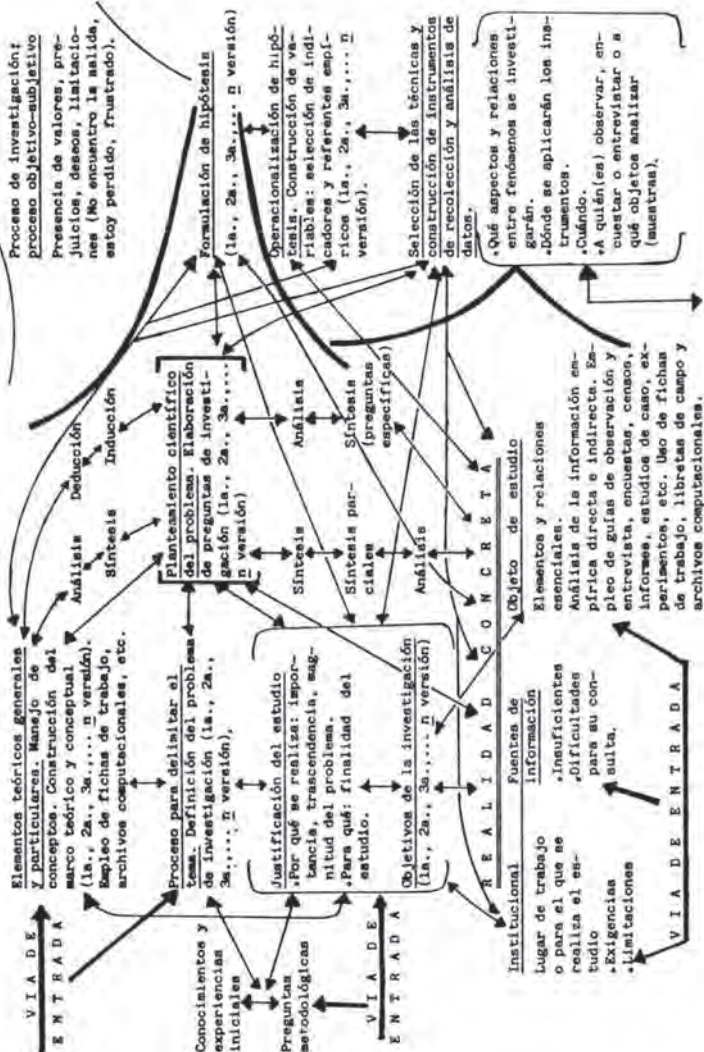 VIA DE
ENTRADA
Elementos teóricos generales
y particulares. Manejo de
conceptos. Construcción del
marco teórico y conceptual
(1a., 2a., 3a.,... n versión).
Empleo de fichas de trabajo,
archivos computacionales, etc.
Análisis
Síntesis
Deducción
Inducción
Proceso de investigación:
proceso objetivo-subjetivo
Presencia de valores, pre-
juicios, deseos, limitacio-
nes (No encuentro la salida,
estoy perdido, frustrado).
Conocimientos y
experiencias
iniciales
Preguntas
metodológicas
VIA DE
ENTRADA
Proceso para delimitar el
tema. Definición del problema
de investigación (1a., 2a.,
3a.,... n versión).
Planteamiento científico
del problema. Elaboración
de preguntas de investi-
gación (1a., 2a., 3a.,...
n versión)
Formulación de hipótesis
(1a., 2a., 3a.,... n versión)
Justificación del estudio
.Por qué se realiza: impor-
tancia, trascendencia, mag-
nitud del problema.
.Para qué: finalidad del
estudio.
Síntesis
Síntesis par-
ciales
Análisis
Análisis
Síntesis
(preguntas
específicas)
Operacionalización de hipó-
tesis. Construcción de va-
riables: selección de indi-
cadores y referentes empí-
ricos (1a., 2a., 3a.,... n
versión).
Objetivos de la investigación
(1a., 2a., 3a.,... n versión)
Selección de las técnicas y
construcción de instrumentos
de recolección y análisis de
datos.
REALIDAD CONCRETA
Institucional
Lugar de trabajo
o para el que se
realiza el es-
tudio
.Exigencias
.Limitaciones
Fuentes de
información
.Insuficientes
.Dificultades
para su con-
sulta.
Objeto de estudio
Elementos y relaciones
esenciales.
Análisis de la información em-
pírica directa e indirecta. Em-
pleo de guías de observación y
entrevista, encuestas, censos,
informes, estudios de caso, ex-
perimentos, etc. Uso de fichas
de trabajo, libretas de campo y
archivos computacionales.
.Qué aspectos y relaciones
entre fenómenos se investi-
garán.
.Dónde se aplicarán los ins-
trumentos.
.Cuándo.
.A quién(es) observar, en-
cuestar o entrevistar o a
qué objetos analizar
(muestras).
VIA DE ENTRADA